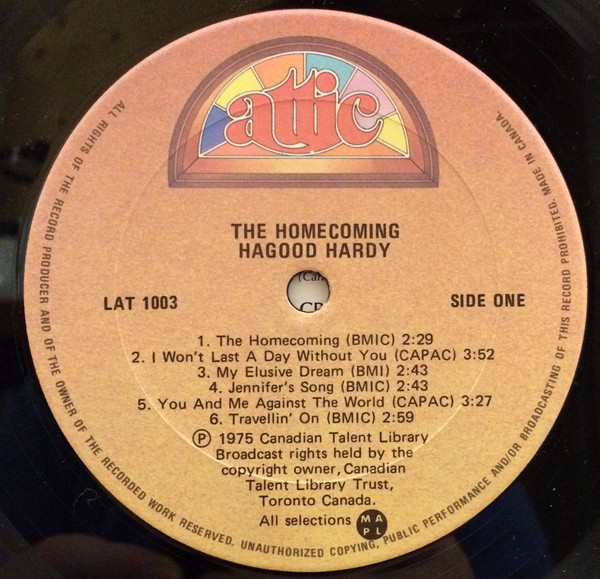 attic
THE HOMECOMING
HAGOOD HARDY
LAT 1003
SIDE ONE
1. The Homecoming (BMIC) 2:29
2. I Won't Last A Day Without You (CAPAC) 3:52
3. My Elusive Dream (BMI) 2:43
4. Jennifer's Song (BMIC) 2:43
5. You And Me Against The World (CAPAC) 3:27
6. Travellin' On (BMIC) 2:59
Ⓟ 1975 Canadian Talent Library
Broadcast rights held by the
copyright owner, Canadian
Talent Library Trust,
Toronto Canada.
All selections MAPL
ALL RIGHTS OF THE RECORD PRODUCER AND OF THE OWNER OF THE RECORDED WORK RESERVED. UNAUTHORIZED COPYING, PUBLIC PERFORMANCE AND/OR BROADCASTING OF THIS RECORD PROHIBITED. MADE IN CANADA.